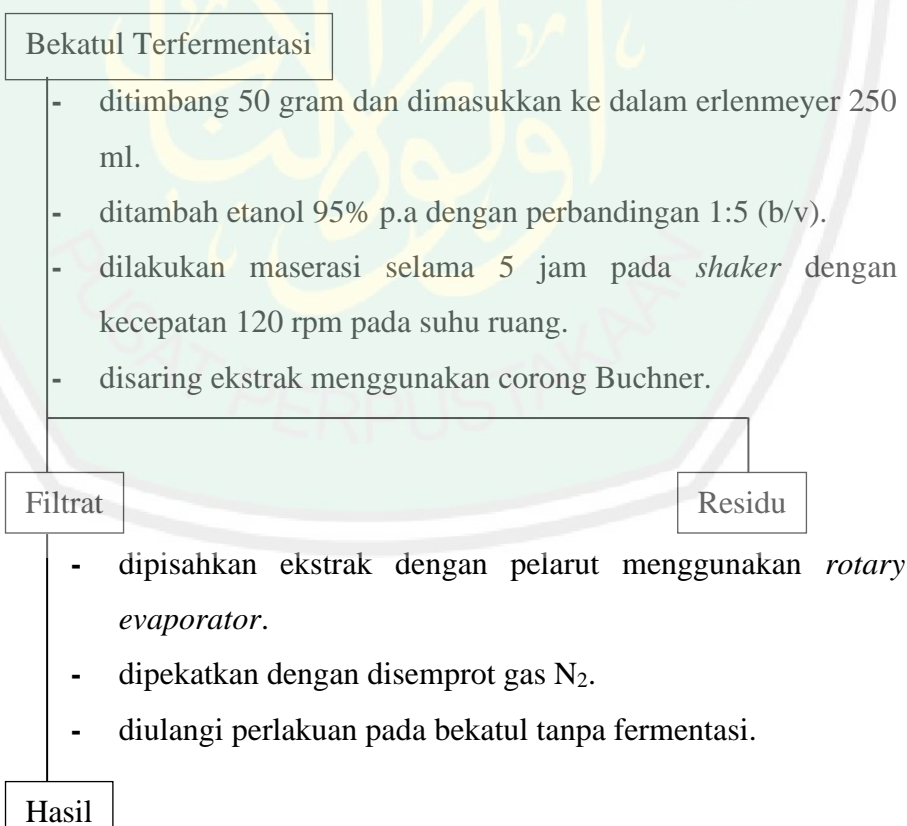 Bekatul Terfermentasi
- ditimbang 50 gram dan dimasukkan ke dalam erlenmeyer 250
ml.
- ditambah etanol 95% p.a dengan perbandingan 1:5 (b/v).
- dilakukan maserasi selama 5 jam pada shaker dengan
kecepatan 120 rpm pada suhu ruang.
- disaring ekstrak menggunakan corong Buchner.
PUSAT PERPUSTAKAAN
Filtrat
Residu
- dipisahkan ekstrak dengan pelarut menggunakan rotary
evaporator.
- dipekatkan dengan disemprot gas N₂.
- diulangi perlakuan pada bekatul tanpa fermentasi.
Hasil